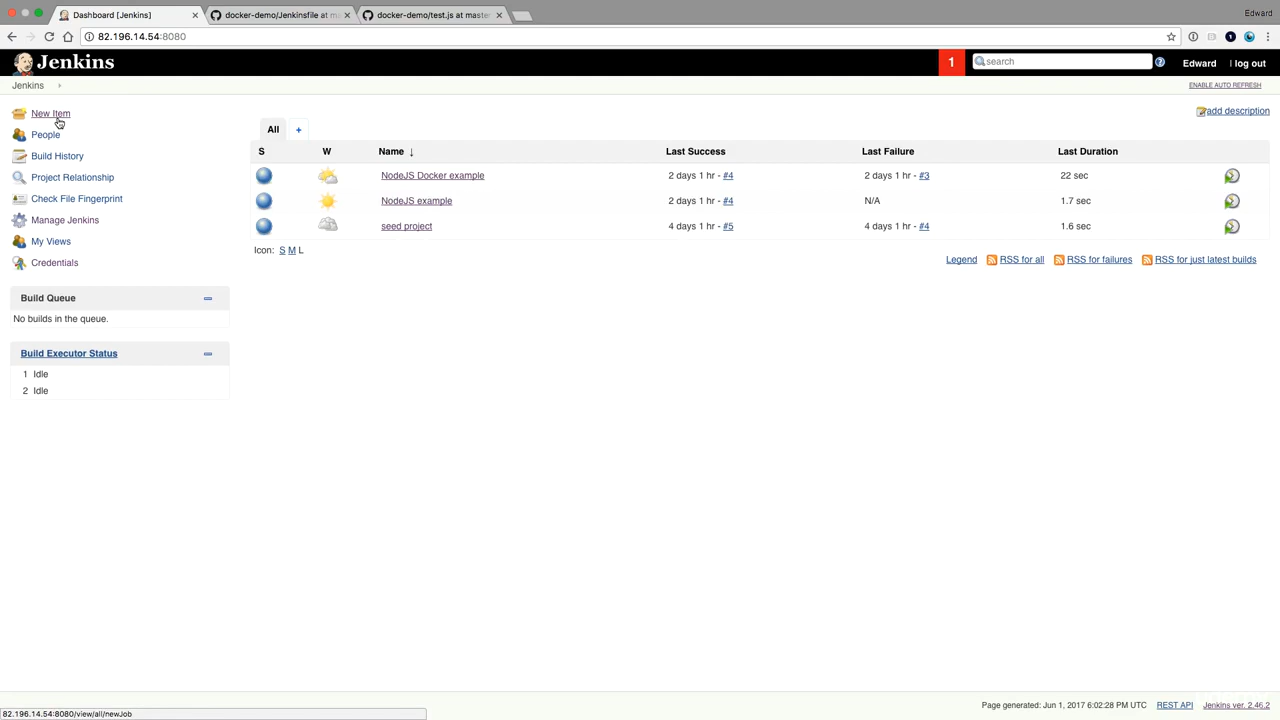 Dashboard [Jenkins]
docker-demo/Jenkinsfile at m
docker-demo/test.js at master
Edward
82.196.14.54:8080
Jenkins
1
search
Edward
log out
Jenkins
ENABLE AUTO REFRESH
New Item
People
Build History
Project Relationship
Check File Fingerprint
Manage Jenkins
My Views
Credentials
add description
All +
S W Name ↓ Last Success Last Failure Last Duration
NodeJS Docker example 2 days 1 hr - #4 2 days 1 hr - #3 22 sec
NodeJS example 2 days 1 hr - #4 N/A 1.7 sec
seed project 4 days 1 hr - #5 4 days 1 hr - #4 1.6 sec
Icon: S M L
Legend RSS for all RSS for failures RSS for just latest builds
Build Queue
No builds in the queue.
Build Executor Status
1 Idle
2 Idle
Page generated: Jun 1, 2017 6:02:28 PM UTC REST API Jenkins ver. 2.46.2
82.196.14.54:8080/view/all/newJob